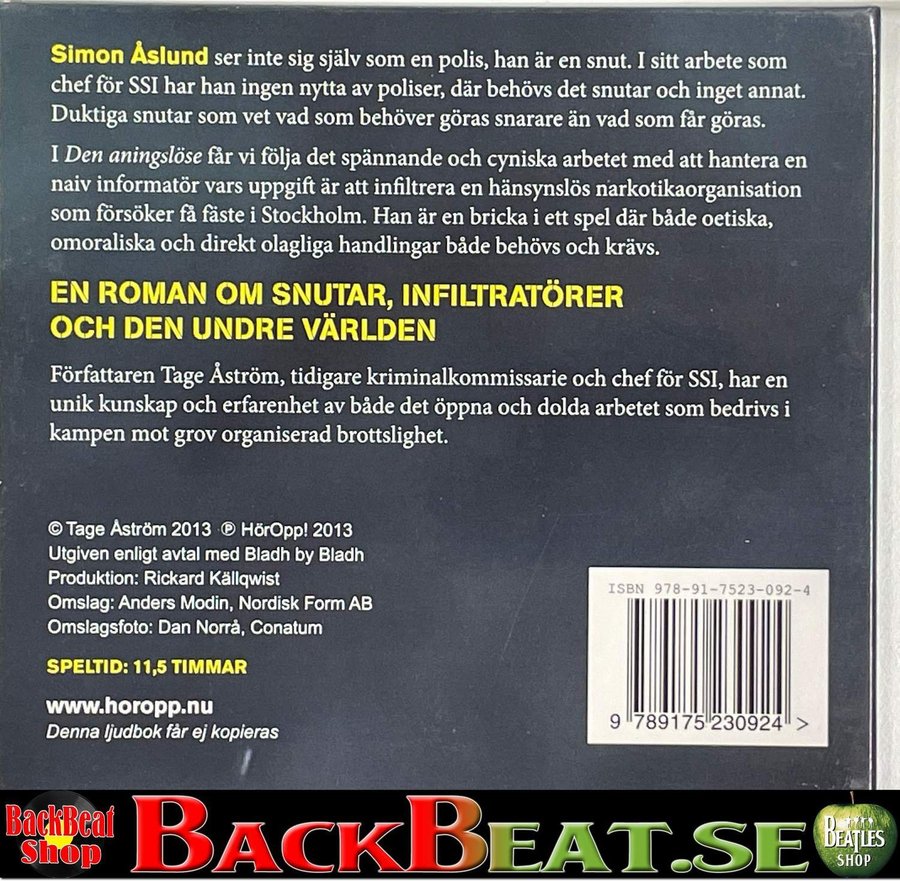 Simon Åslund ser inte sig själv som en polis, han är en snut. I sitt arbete som
chef för SSI har han ingen nytta av poliser, där behövs det snutar och inget annat.
Duktiga snutar som vet vad som behöver göras snarare än vad som får göras.
I Den aningslöse får vi följa det spännande och cyniska arbetet med att hantera en
naiv informatör vars uppgift är att infiltrera en hänsynslös narkotikaorganisation
som försöker få fäste i Stockholm. Han är en bricka i ett spel där både oetiska,
omoraliska och direkt olagliga handlingar både behövs och krävs.
EN ROMAN OM SNUTAR, INFILTRATÖRER
OCH DEN UNDRE VÄRLDEN
Författaren Tage Åström, tidigare kriminalkommissarie och chef för SSI, har en
unik kunskap och erfarenhet av både det öppna och dolda arbetet som bedrivs i
kampen mot grov organiserad brottslighet.
© Tage Åström 2013 ℗ HörOpp! 2013
Utgiven enligt avtal med Bladh by Bladh
Produktion: Rickard Källqwist
Omslag: Anders Modin, Nordisk Form AB
Omslagsfoto: Dan Norrå, Conatum
SPELTID: 11,5 TIMMAR
www.horopp.nu
Denna ljudbok får ej kopieras
ISBN 978-91-7523-092-4
9 789175 230924 >
BackBeat
Shop
BACKBEAT.SE
BEATLES
SHOP